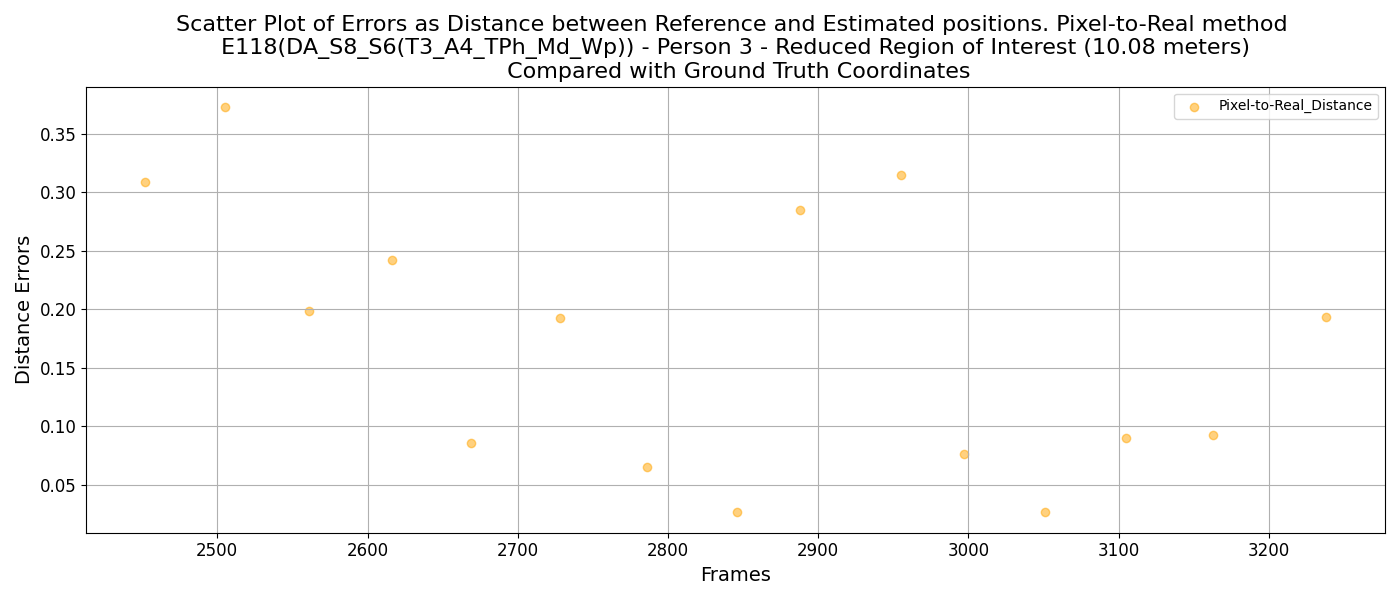 Scatter Plot of Errors as Distance between Reference and Estimated positions. Pixel-to-Real method
E118(DA_S8_S6(T3_A4_TPh_Md_Wp)) - Person 3 - Reduced Region of Interest (10.08 meters)
Compared with Ground Truth Coordinates
Pixel-to-Real_Distance
Distance Errors
0.35
0.30
0.25
0.20
0.15
0.10
0.05
2500 2600 2700 2800 2900 3000 3100 3200
Frames